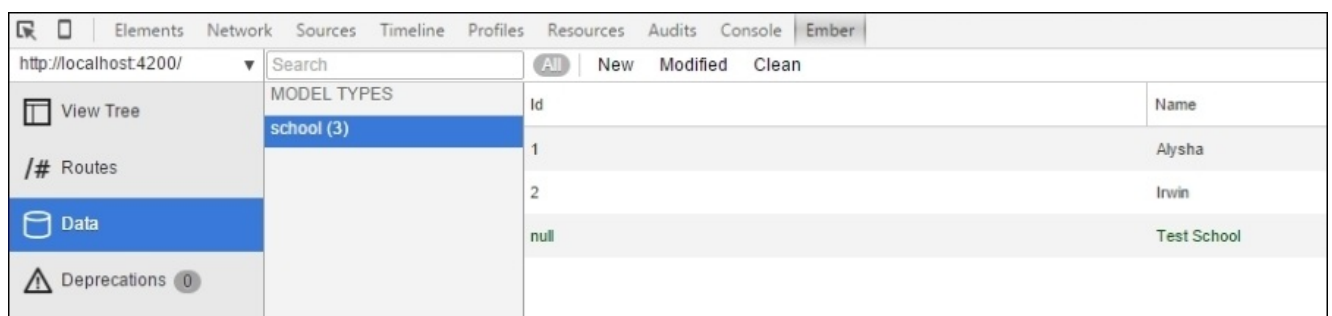 Elements Network Sources Timeline Profiles Resources Audits Console Ember
http://localhost:4200/ Search All New Modified Clean
View Tree
/# Routes
Data
Deprecations 0
MODEL TYPES
school (3)
Id Name
1 Alysha
2 Irwin
null Test School